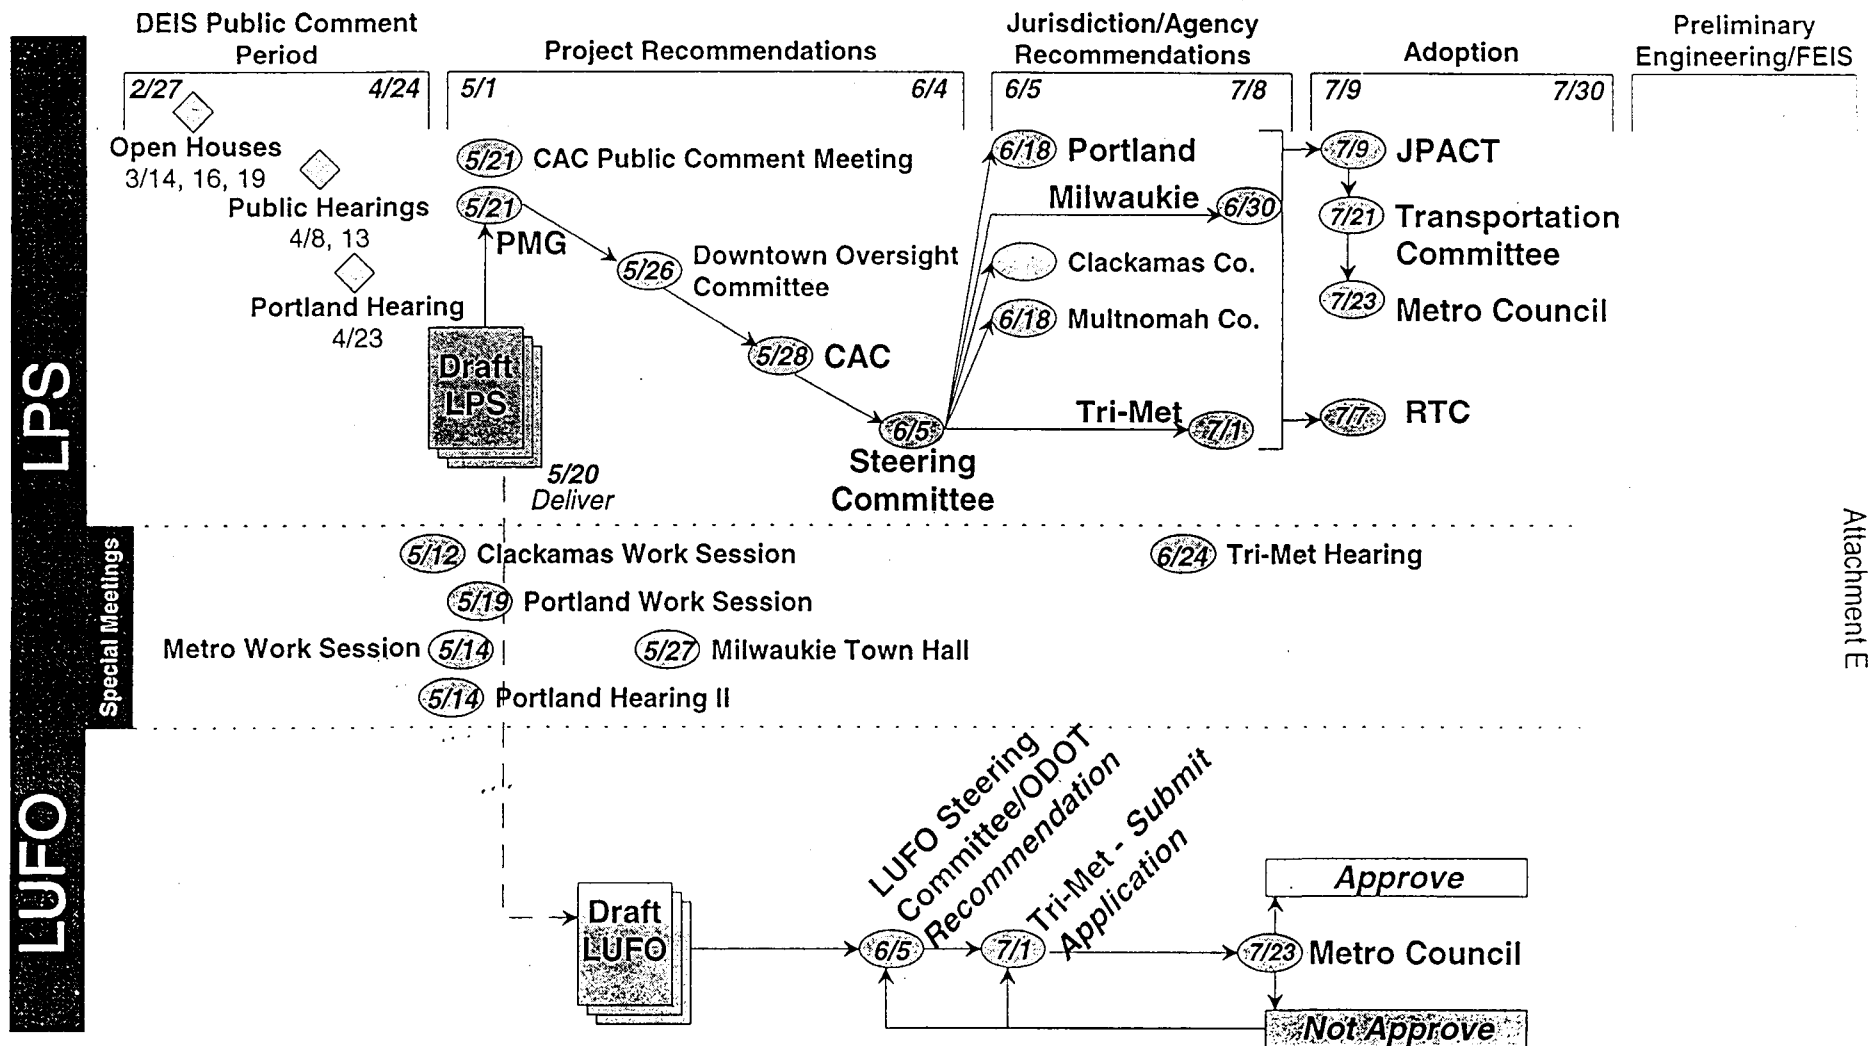 DEIS Public Comment
Period
Project Recommendations
Jurisdiction/Agency
Recommendations
Adoption
Preliminary
Engineering/FEIS
2/27
4/24
5/1
6/4
6/5
7/8
7/9
7/30
LPS
Open Houses
3/14, 16, 19
Public Hearings
4/8, 13
Portland Hearing
4/23
Draft
LPS
5/20
Deliver
5/21 CAC Public Comment Meeting
5/21
PMG
5/26
Downtown Oversight
Committee
5/28 CAC
6/5
Steering
Committee
6/18 Portland
Milwaukie 6/30
Clackamas Co.
6/18 Multnomah Co.
Tri-Met 7/1
7/9 JPACT
7/21 Transportation
Committee
7/23 Metro Council
7/7 RTC
Attachment E
Special Meetings
5/12 Clackamas Work Session
6/24 Tri-Met Hearing
5/19 Portland Work Session
Metro Work Session 5/14
5/27 Milwaukie Town Hall
5/14 Portland Hearing II
LUFO
Draft
LUFO
6/5
LUFO Steering
Committee/ODOT
Recommendation
7/1
Tri-Met - Submit
Application
7/23 Metro Council
Approve
Not Approve